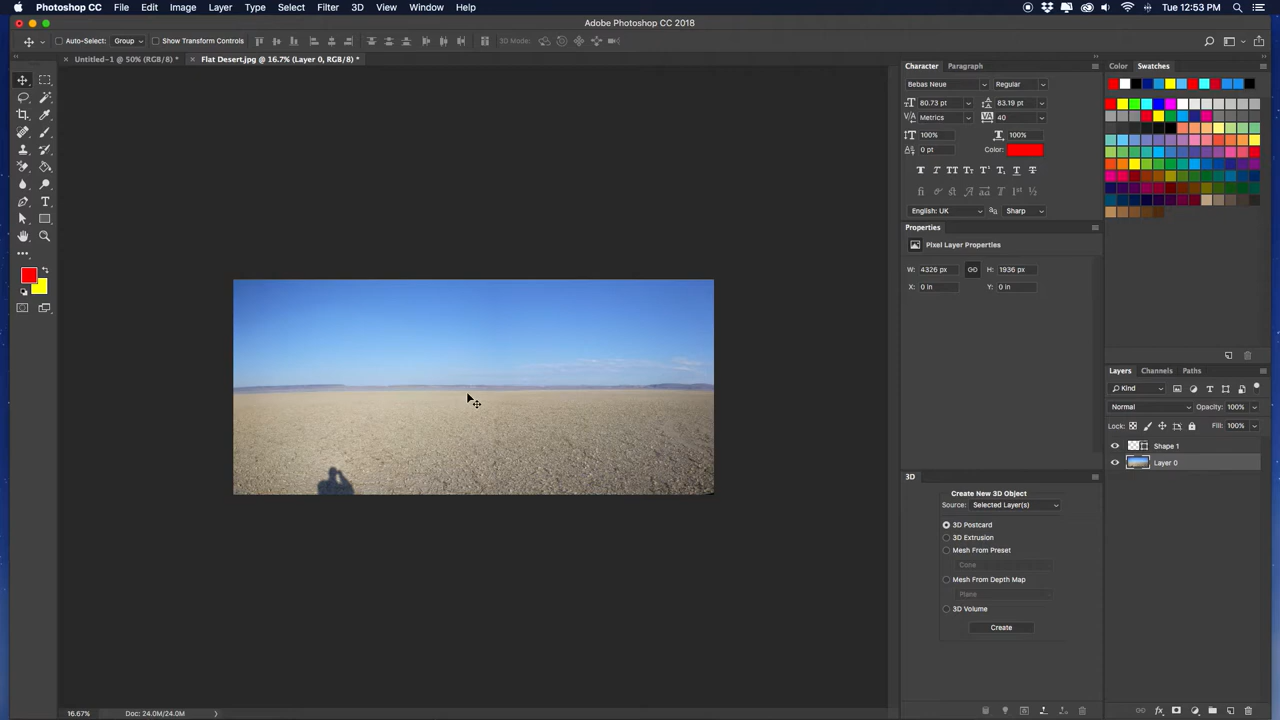 Photoshop CC File Edit Image Layer Type Select Filter 3D View Window Help Tue 12:53 PM
Adobe Photoshop CC 2018
Auto-Select: Group Show Transform Controls 3D Mode:
Untitled-1 @ 50% (RGB/8) * Flat Desert.jpg @ 16.7% (Layer 0, RGB/8) *
Character Paragraph
Color Swatches
Bebas Neue Regular
80.73 pt 83.19 pt
Metrics 40
100% 100%
0 pt Color:
English: UK Sharp
Properties
Pixel Layer Properties
W: 4326 px H: 1936 px
X: 0 in Y: 0 in
Layers Channels Paths
Kind
Normal Opacity: 100%
Lock: Fill: 100%
Shape 1
Layer 0
3D
Create New 3D Object
Source: Selected Layer(s)
3D Postcard
3D Extrusion
Mesh From Preset
Cone
Mesh From Depth Map
Plane
3D Volume
Create
16.67% Doc: 24.0M/24.0M